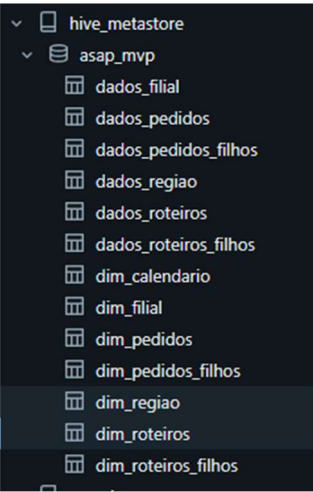 hive_metastore
asap_mvp
dados_filial
dados_pedidos
dados_pedidos_filhos
dados_regiao
dados_roteiros
dados_roteiros_filhos
dim_calendario
dim_filial
dim_pedidos
dim_pedidos_filhos
dim_regiao
dim_roteiros
dim_roteiros_filhos